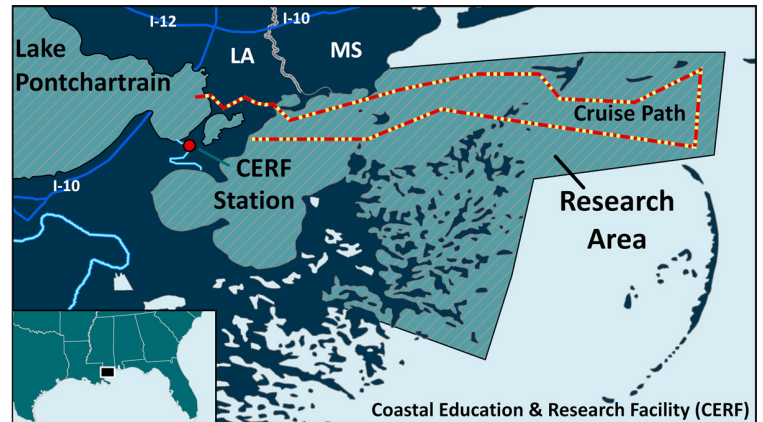 I-12
I-10
LA
MS
Lake
Pontchartrain
Cruise Path
CERF
Station
I-10
Research
Area
Coastal Education & Research Facility (CERF)